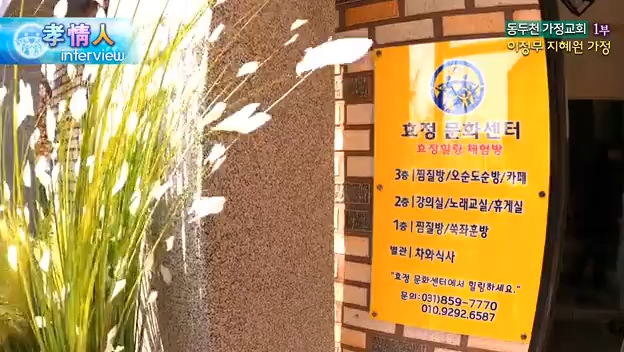 孝情人
interview
동두천 가정교회 1부
이정무 지혜원 가정
효정 문화센터
효정힐링 체험방
3층 | 찜질방/오순도순방/카페
2층 | 강의실/노래교실/휴게실
1층 | 찜질방/쑥좌훈방
별관 | 차와식사
"효정 문화센터에서 힐링하세요."
문의: 031)859-7770
010.9292.6587